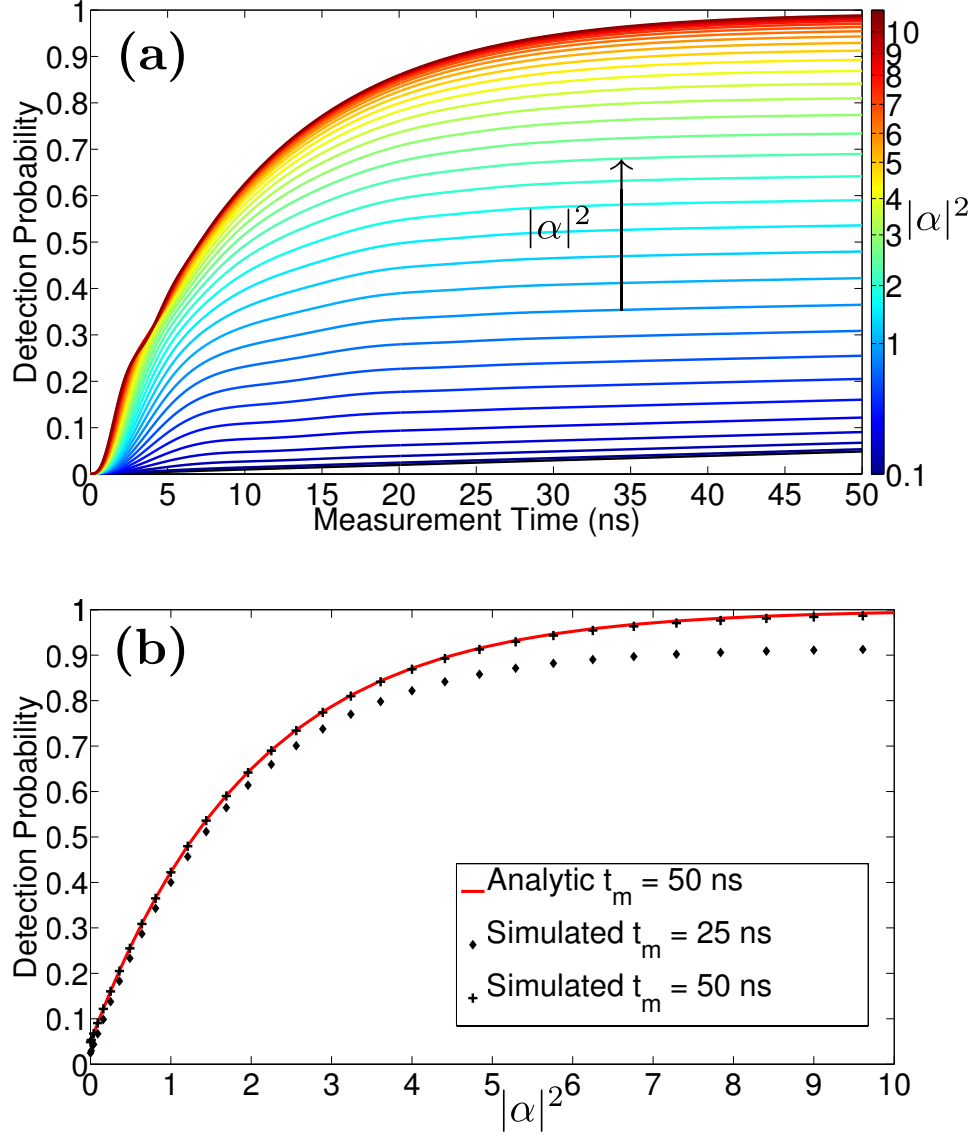 (a)
Detection Probability
1
0.9
0.8
0.7
0.6
0.5
0.4
0.3
0.2
0.1
0
0 5 10 15 20 25 30 35 40 45 50
Measurement Time (ns)
|α|²
10
9
8
7
6
5
4
3
2
1
0.1
|α|²
(b)
Detection Probability
1
0.9
0.8
0.7
0.6
0.5
0.4
0.3
0.2
0.1
0
Analytic t_m = 50 ns
Simulated t_m = 25 ns
Simulated t_m = 50 ns
0 1 2 3 4 5 6 7 8 9 10
|α|²